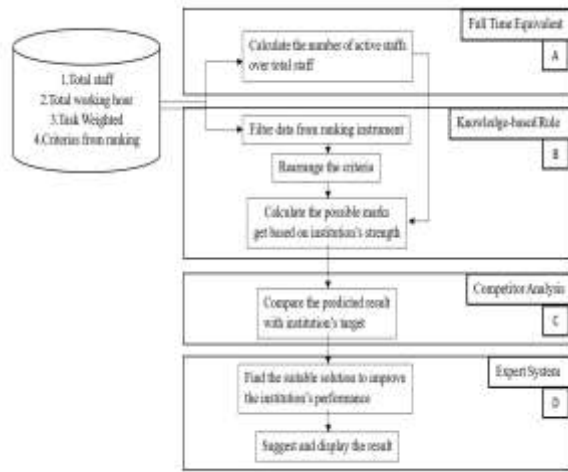 1.Total staff
2.Total working hour
3.Task Weighted
4.Criterias from ranking
Full Time Equivalent
A
Calculate the number of active staffs
over total staff
Knowledge-based Rule
B
Filter data from ranking instrument
Rearrange the criteria
Calculate the possible marks
get based on institution's strength
Competitor Analysis
C
Compare the predicted result
with institution's target
Expert System
D
Find the suitable solution to improve
the institution's performance
Suggest and display the result